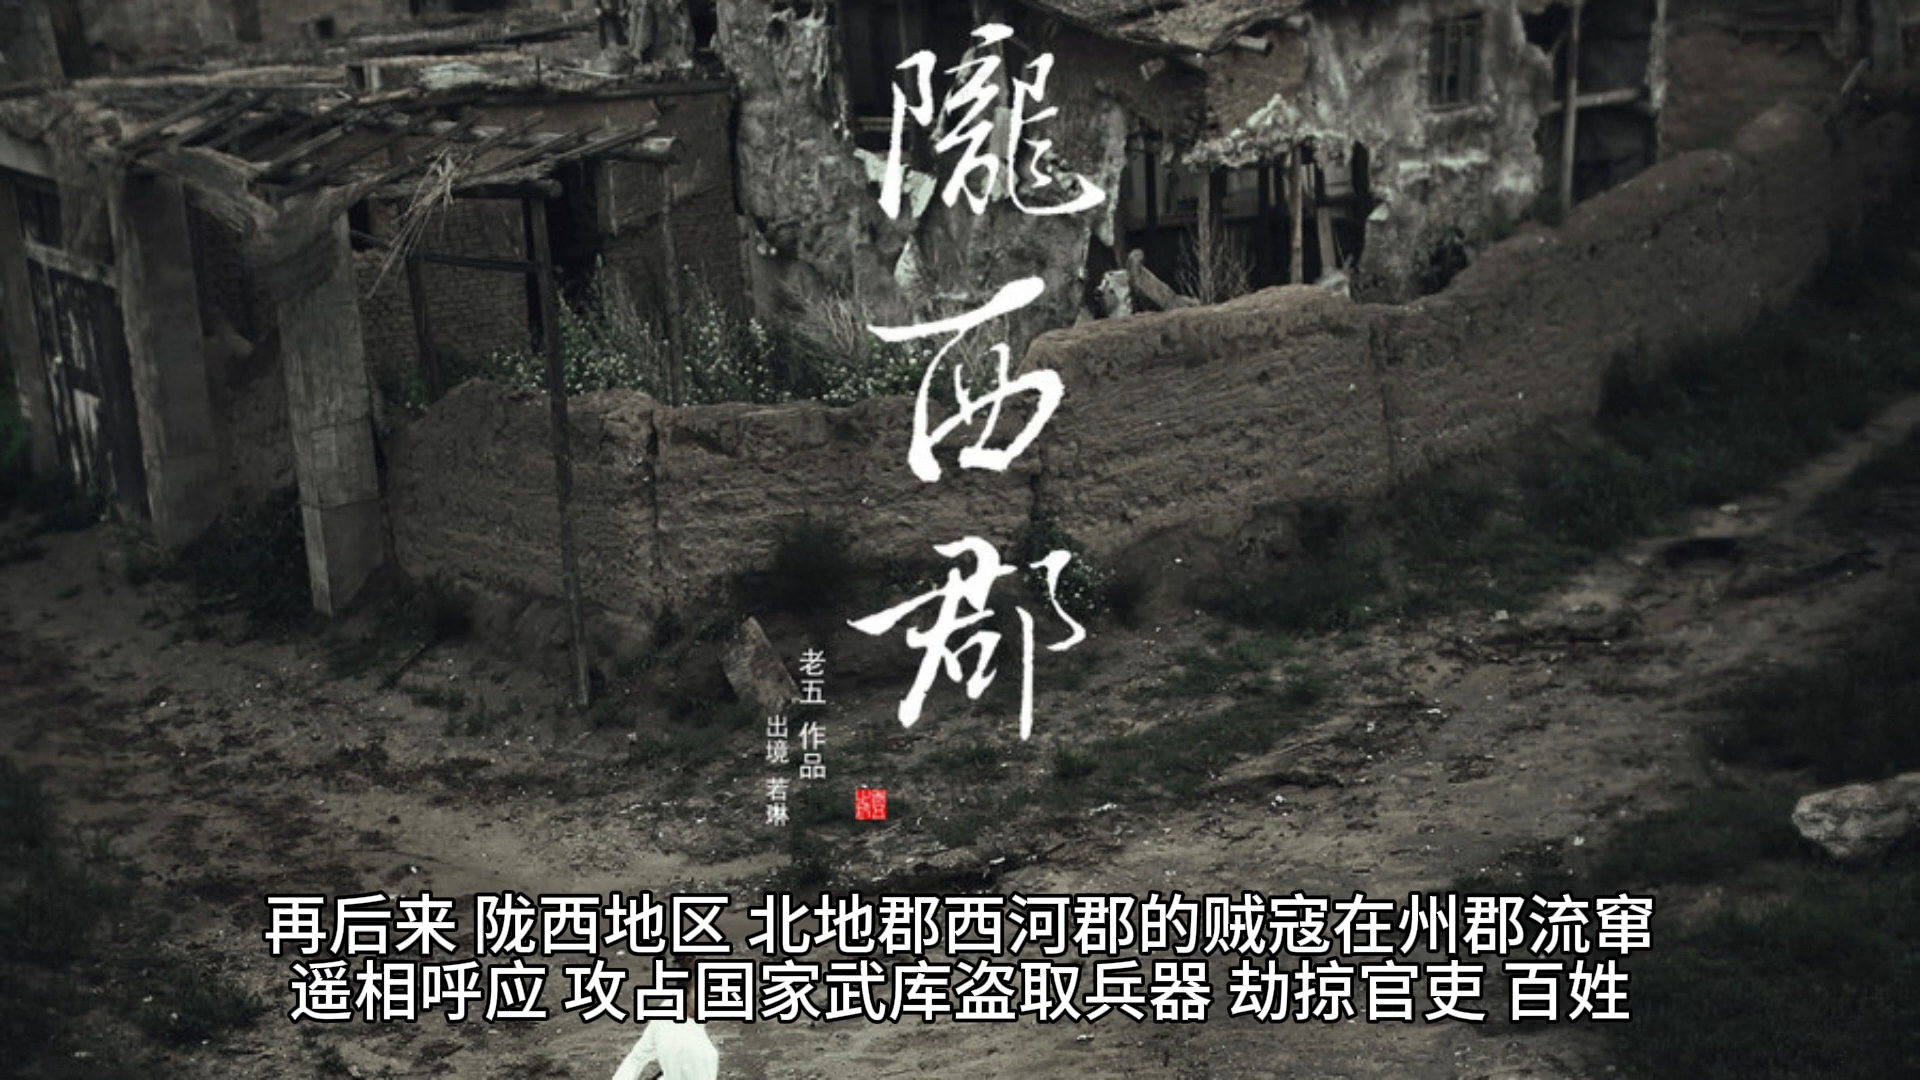 隴西郡
老五 作品
出境 若琳
再后来 陇西地区 北地郡西河郡的贼寇在州郡流窜
遥相呼应 攻占国家武库盗取兵器 劫掠官吏 百姓